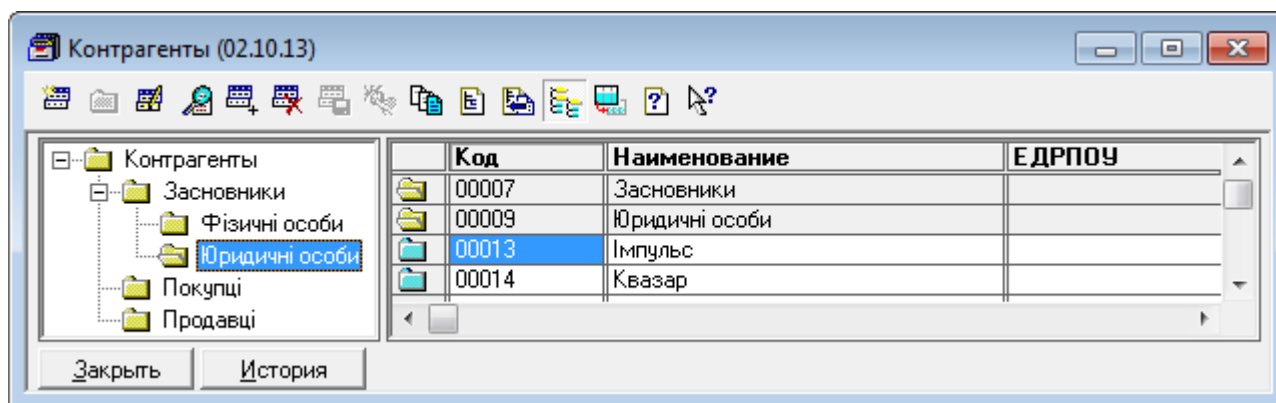 Контрагенты (02.10.13)
Контрагенты
Засновники
Фізичні особи
Юридичні особи
Покупці
Продавці
Код Наименование ЕДРПОУ
00007 Засновники
00009 Юридичні особи
00013 Імпульс
00014 Квазар
Закрыть История